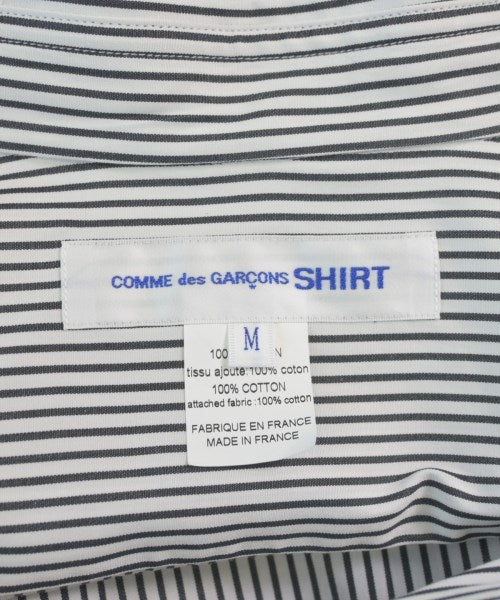 COMME des GARÇONS SHIRT
*
M
100
tissu ajoute:100% coton
100% COTTON
attached fabric :100% cotton
FABRIQUE EN FRANCE
MADE IN FRANCE